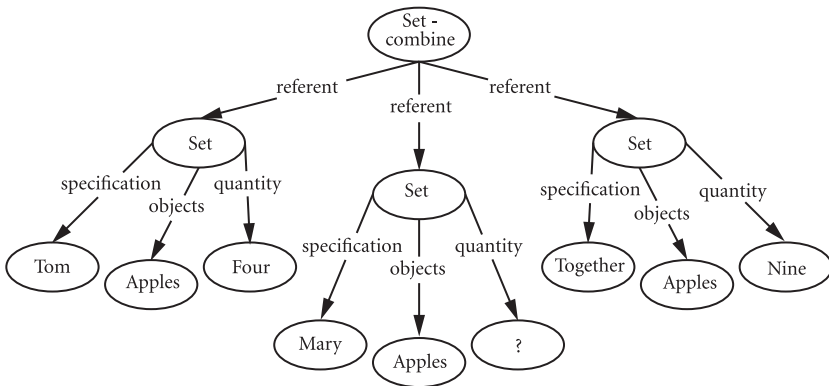 Set -
combine
referent
referent
referent
Set
Set
Set
specification
objects
quantity
specification
objects
quantity
specification
objects
quantity
Tom
Apples
Four
Mary
Apples
?
Together
Apples
Nine